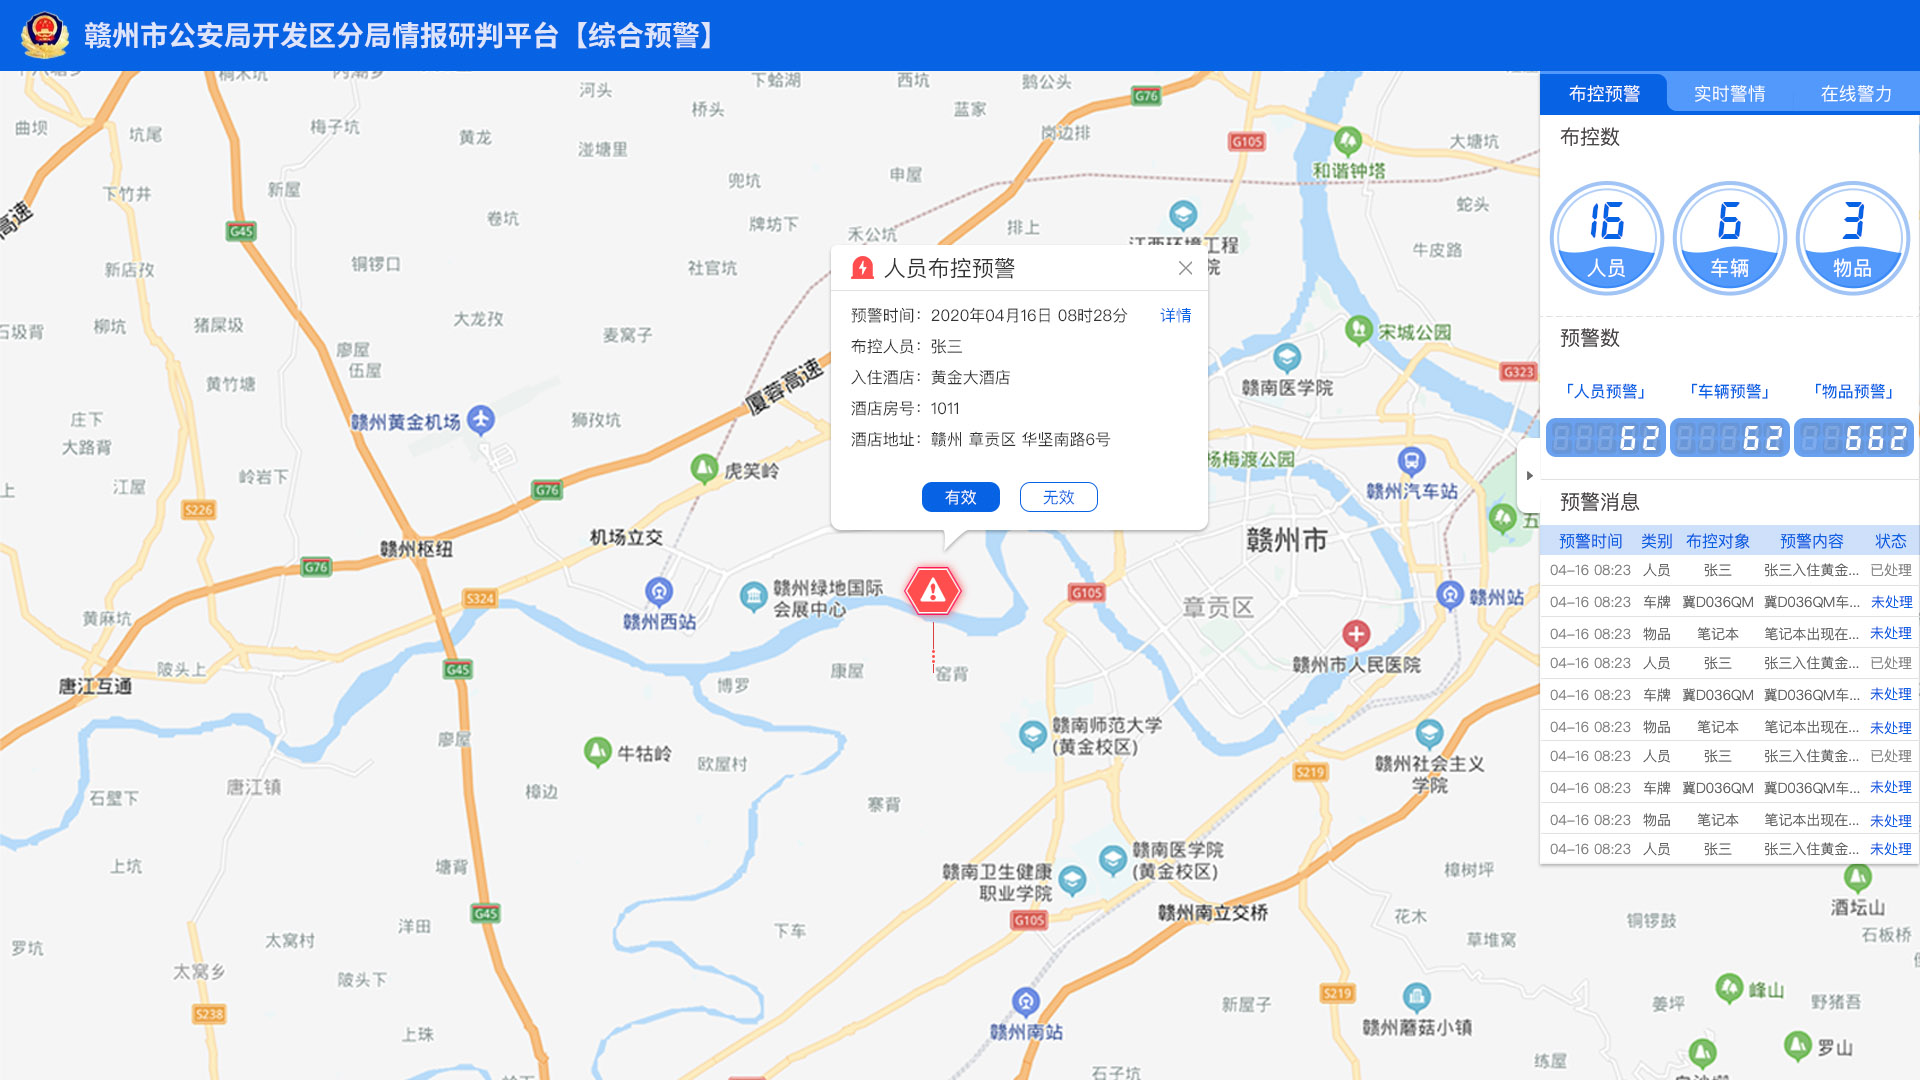 赣州市公安局开发区分局情报研判平台【综合预警】
河头
下蛤湖
西坑
鹅公头
G76
布控预警
实时警情
在线警力
曲坝
坑尾
梅子坑
黄龙
桥头
蓝家
岗边排
湴塘里
G105
和谐钟塔
大塘坑
布控数
下竹井
新屋
兜坑
申屋
蛇头
G45
卷坑
牌坊下
禾公坑
排上
牛皮路
16
人员
6
车辆
3
物品
新店孜
铜锣口
社官坑
人员布控预警
预警时间：2020年04月16日 08时28分
详情
布控人员：张三
入住酒店：黄金大酒店
酒店房号：1011
酒店地址：赣州 章贡区 华坚南路6号
有效
无效
石圾背
柳坑
猪屎圾
大龙孜
麦窝子
廖屋
伍屋
黄竹塘
厦蓉高速
高速
赣南医学院
宋城公园
G323
预警数
「人员预警」
「车辆预警」
「物品预警」
62
62
662
庄下
大路背
赣州黄金机场
狮孜坑
虎笑岭
杨梅渡公园
赣州汽车站
江屋
岭岩下
G76
S226
上
五
预警消息
赣州枢纽
机场立交
赣州市
G76
S324
赣州西站
赣州绿地国际
会展中心
G105
章贡区
赣州站
黄麻坑
陂头上
G45
唐江互通
康屋
博罗
窑背
赣州市人民医院
预警时间 类别 布控对象 预警内容 状态
04-16 08:23 人员 张三 张三入住黄金... 已处理
04-16 08:23 车牌 冀D036QM 冀D036QM车... 未处理
04-16 08:23 物品 笔记本 笔记本出现在... 未处理
04-16 08:23 人员 张三 张三入住黄金... 已处理
04-16 08:23 车牌 冀D036QM 冀D036QM车... 未处理
04-16 08:23 物品 笔记本 笔记本出现在... 未处理
04-16 08:23 人员 张三 张三入住黄金... 已处理
04-16 08:23 车牌 冀D036QM 冀D036QM车... 未处理
04-16 08:23 物品 笔记本 笔记本出现在... 未处理
04-16 08:23 人员 张三 张三入住黄金... 未处理
廖屋
牛牯岭
欧屋村
赣南师范大学
(黄金校区)
S219
赣州社会主义
学院
唐江镇
石壁下
樟边
寨背
上坑
塘背
赣南卫生健康
职业学院
赣南医学院
(黄金校区)
樟树坪
酒坛山
G45
G105
赣州南立交桥
花木
铜锣鼓
石板桥
罗坑
太窝村
洋田
下车
草堆窝
太窝乡
陂头下
S238
新屋子
S219
赣州蘑菇小镇
姜坪
峰山
野猪吾
上珠
赣州南站
练屋
罗山
石子坑